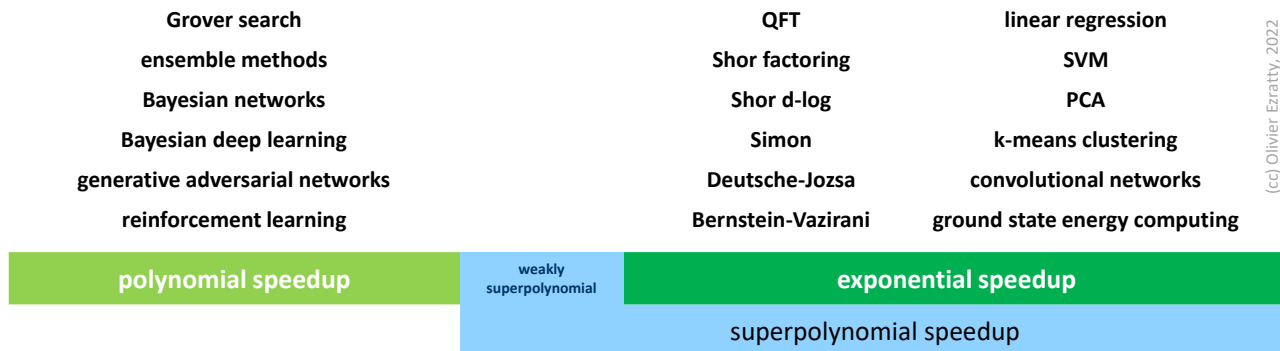 Grover search
ensemble methods
Bayesian networks
Bayesian deep learning
generative adversarial networks
reinforcement learning
QFT
Shor factoring
Shor d-log
Simon
Deutsche-Jozsa
Bernstein-Vazirani
linear regression
SVM
PCA
k-means clustering
convolutional networks
ground state energy computing
(cc) Olivier Ezratty, 2022
polynomial speedup
weakly
superpolynomial
exponential speedup
superpolynomial speedup